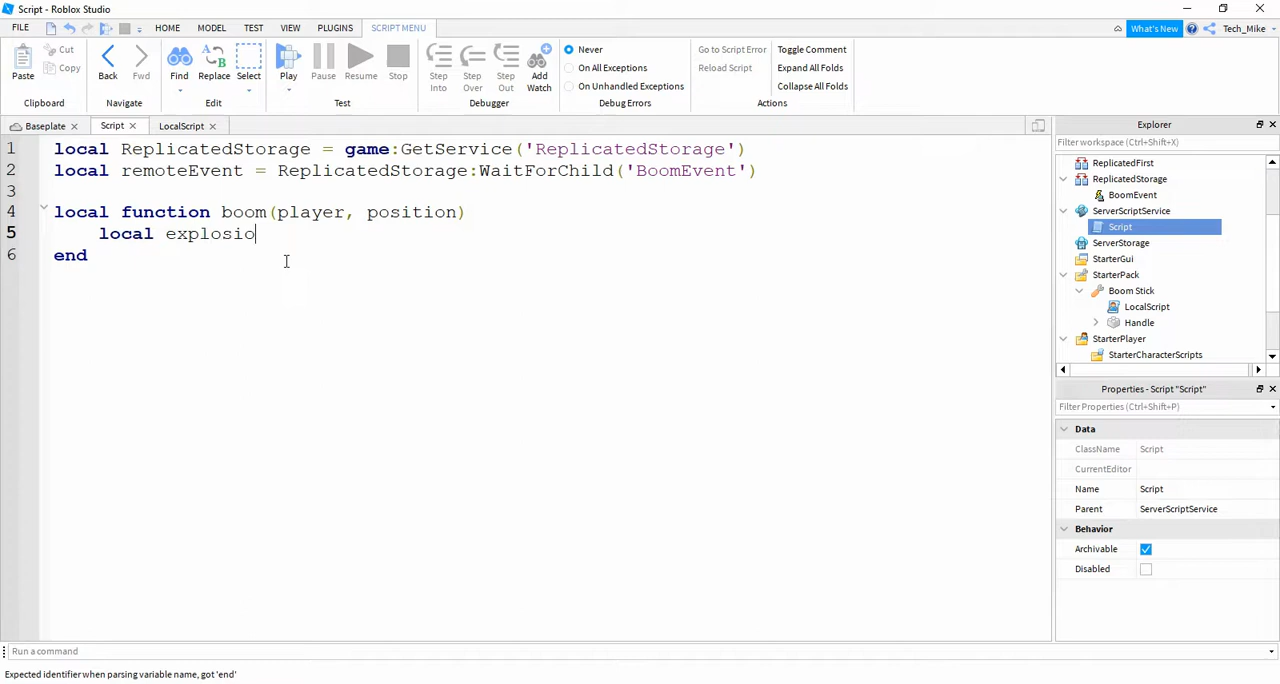 Script - Roblox Studio
FILE HOME MODEL TEST VIEW PLUGINS SCRIPT MENU What's New Tech_Mike
Paste Cut Copy Back Fwd Find Replace Select Play Pause Resume Stop Step Into Step Over Step Out Add Watch Never On All Exceptions On Unhandled Exceptions Go to Script Error Reload Script Toggle Comment Expand All Folds Collapse All Folds
Clipboard Navigate Edit Test Debugger Debug Errors Actions
Baseplate Script LocalScript
1 local ReplicatedStorage = game:GetService('ReplicatedStorage')
2 local remoteEvent = ReplicatedStorage:WaitForChild('BoomEvent')
3
4 local function boom(player, position)
5 local explosio
6 end
Explorer
Filter workspace (Ctrl+Shift+X)
ReplicatedFirst
ReplicatedStorage
BoomEvent
ServerScriptService
Script
ServerStorage
StarterGui
StarterPack
Boom Stick
LocalScript
Handle
StarterPlayer
StarterCharacterScripts
Properties - Script "Script"
Filter Properties (Ctrl+Shift+P)
Data
ClassName Script
CurrentEditor
Name Script
Parent ServerScriptService
Behavior
Archivable
Disabled
Run a command
Expected identifier when parsing variable name, got 'end'